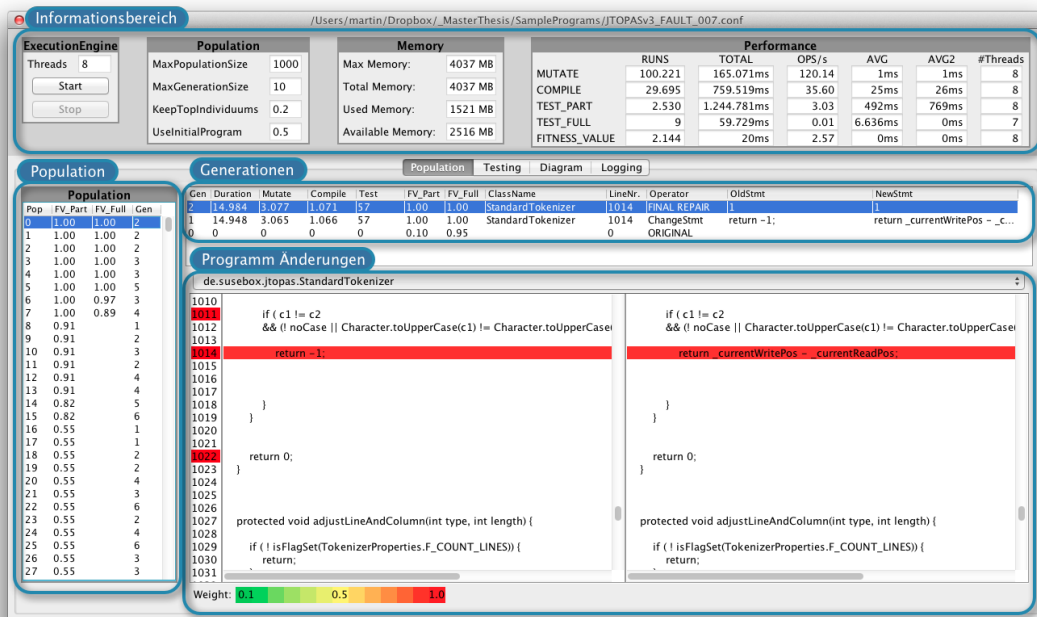 Informationsbereich
/Users/martin/Dropbox/_MasterThesis/SamplePrograms/JTOPASv3_FAULT_007.conf
ExecutionEngine
Threads 8
Start
Stop
Population
MaxPopulationSize 1000
MaxGenerationSize 10
KeepTopIndividuums 0.2
UseInitialProgram 0.5
Memory
Max Memory: 4037 MB
Total Memory: 4037 MB
Used Memory: 1521 MB
Available Memory: 2516 MB
Performance
RUNS TOTAL OPS/s AVG AVG2 #Threads
MUTATE 100.221 165.071ms 120.14 1ms 1ms 8
COMPILE 29.695 759.519ms 35.60 25ms 26ms 8
TEST_PART 2.530 1.244.781ms 3.03 492ms 769ms 8
TEST_FULL 9 59.729ms 0.01 6.636ms 0ms 7
FITNESS_VALUE 2.144 20ms 2.57 0ms 0ms 8
Population Testing Diagram Logging
Population
Population
Pop FV_Part FV_Full Gen
0 1.00 1.00 2
1 1.00 1.00 2
2 1.00 1.00 2
3 1.00 1.00 3
4 1.00 1.00 3
5 1.00 1.00 5
6 1.00 0.97 3
7 1.00 0.89 4
8 0.91 1
9 0.91 2
10 0.91 3
11 0.91 2
12 0.91 4
13 0.91 4
14 0.82 5
15 0.82 6
16 0.55 1
17 0.55 1
18 0.55 2
19 0.55 2
20 0.55 4
21 0.55 3
22 0.55 6
23 0.55 2
24 0.55 4
25 0.55 6
26 0.55 3
27 0.55 3
Generationen
Gen Duration Mutate Compile Test FV_Part FV_Full ClassName LineNr. Operator OldStmt NewStmt
2 14.984 3.077 1.071 57 1.00 1.00 StandardTokenizer 1014 FINAL REPAIR 1 1
1 14.948 3.065 1.066 57 1.00 1.00 StandardTokenizer 1014 ChangeStmt return -1; return _currentWritePos - _c...
0 0 0 0 0 0.10 0.95 0 ORIGINAL
Programm Änderungen
de.susebox.jtopas.StandardTokenizer
1010
1011 if ( c1 != c2 if ( c1 != c2
1012 && (! noCase || Character.toUpperCase(c1) != Character.toUpperCase( && (! noCase || Character.toUpperCase(c1) != Character.toUpperCase(
1013
1014 return -1; return _currentWritePos - _currentReadPos;
1015
1016
1017
1018 } }
1019 } }
1020
1021
1022 return 0; return 0;
1023 } }
1024
1025
1026
1027 protected void adjustLineAndColumn(int type, int length) { protected void adjustLineAndColumn(int type, int length) {
1028
1029 if ( ! isFlagSet(TokenizerProperties.F_COUNT_LINES)) { if ( ! isFlagSet(TokenizerProperties.F_COUNT_LINES)) {
1030 return; return;
1031
Weight: 0.1 0.5 1.0